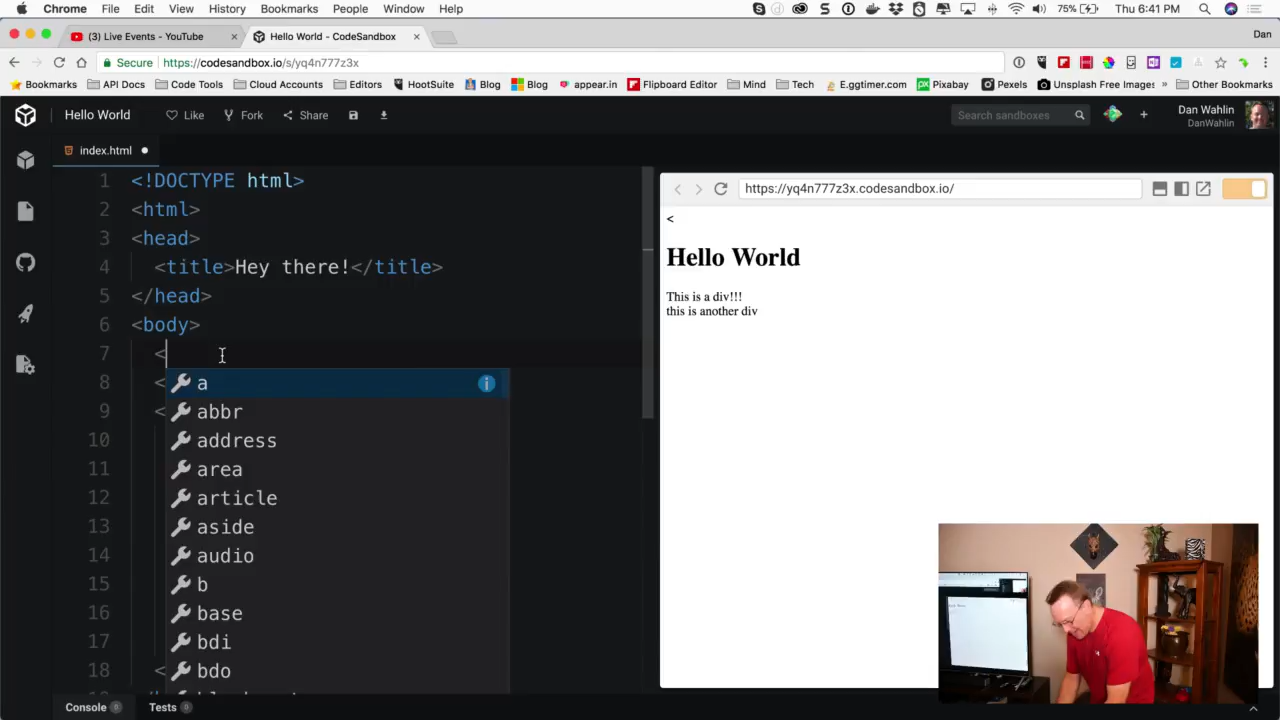 Chrome File Edit View History Bookmarks People Window Help 75% Thu 6:41 PM
(3) Live Events - YouTube Hello World - CodeSandbox Dan
Secure https://codesandbox.io/s/yq4n777z3x
Bookmarks API Docs Code Tools Cloud Accounts Editors HootSuite Blog Blog appear.in Flipboard Editor Mind Tech E.ggtimer.com Pixabay Pexels Unsplash Free Images » Other Bookmarks
Hello World Like Fork Share Search sandboxes Dan Wahlin
DanWahlin
index.html
1 <!DOCTYPE html>
2 <html>
3 <head>
4 <title>Hey there!</title>
5 </head>
6 <body>
7 <
8 <
9 <
10
11
12
13
14
15
16
17
18 <
a
abbr
address
area
article
aside
audio
b
base
bdi
bdo
https://yq4n777z3x.codesandbox.io/
<
Hello World
This is a div!!!
this is another div
Console 0 Tests 0